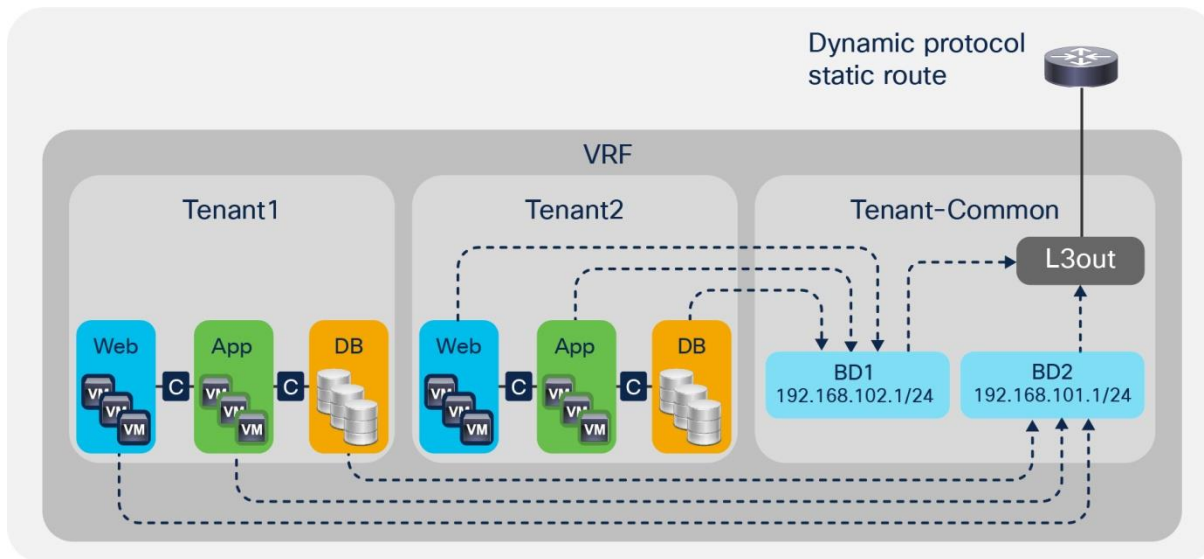 Dynamic protocol
static route
VRF
Tenant1
Tenant2
Tenant-Common
L3out
Web
App
DB
Web
App
DB
C
C
C
C
VM
VM
VM
VM
VM
VM
VM
VM
VM
VM
VM
VM
BD1
192.168.102.1/24
BD2
192.168.101.1/24